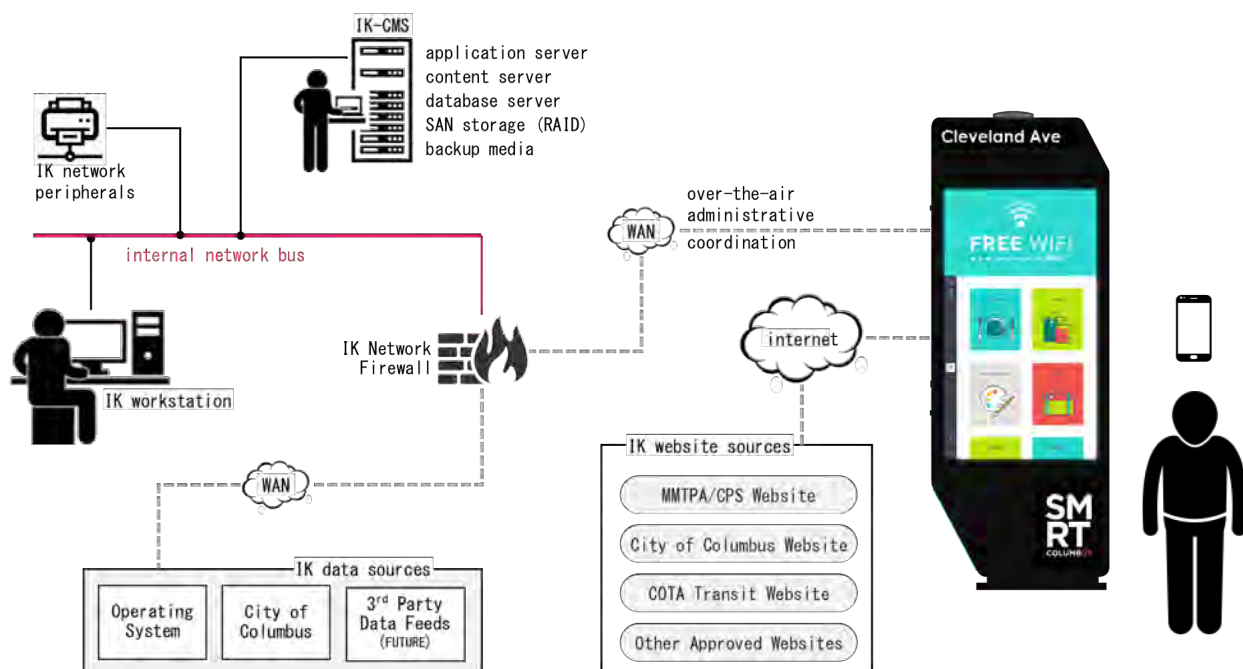 IK-CMS
application server
content server
database server
SAN storage (RAID)
backup media
IK network
peripherals
internal network bus
IK workstation
IK Network
Firewall
WAN
over-the-air
administrative
coordination
internet
WAN
IK data sources
Operating
System
City of
Columbus
3rd Party
Data Feeds
(FUTURE)
IK website sources
MMTPA/CPS Website
City of Columbus Website
COTA Transit Website
Other Approved Websites
Cleveland Ave
FREE WIFI
SM
RT
COLUMBUS